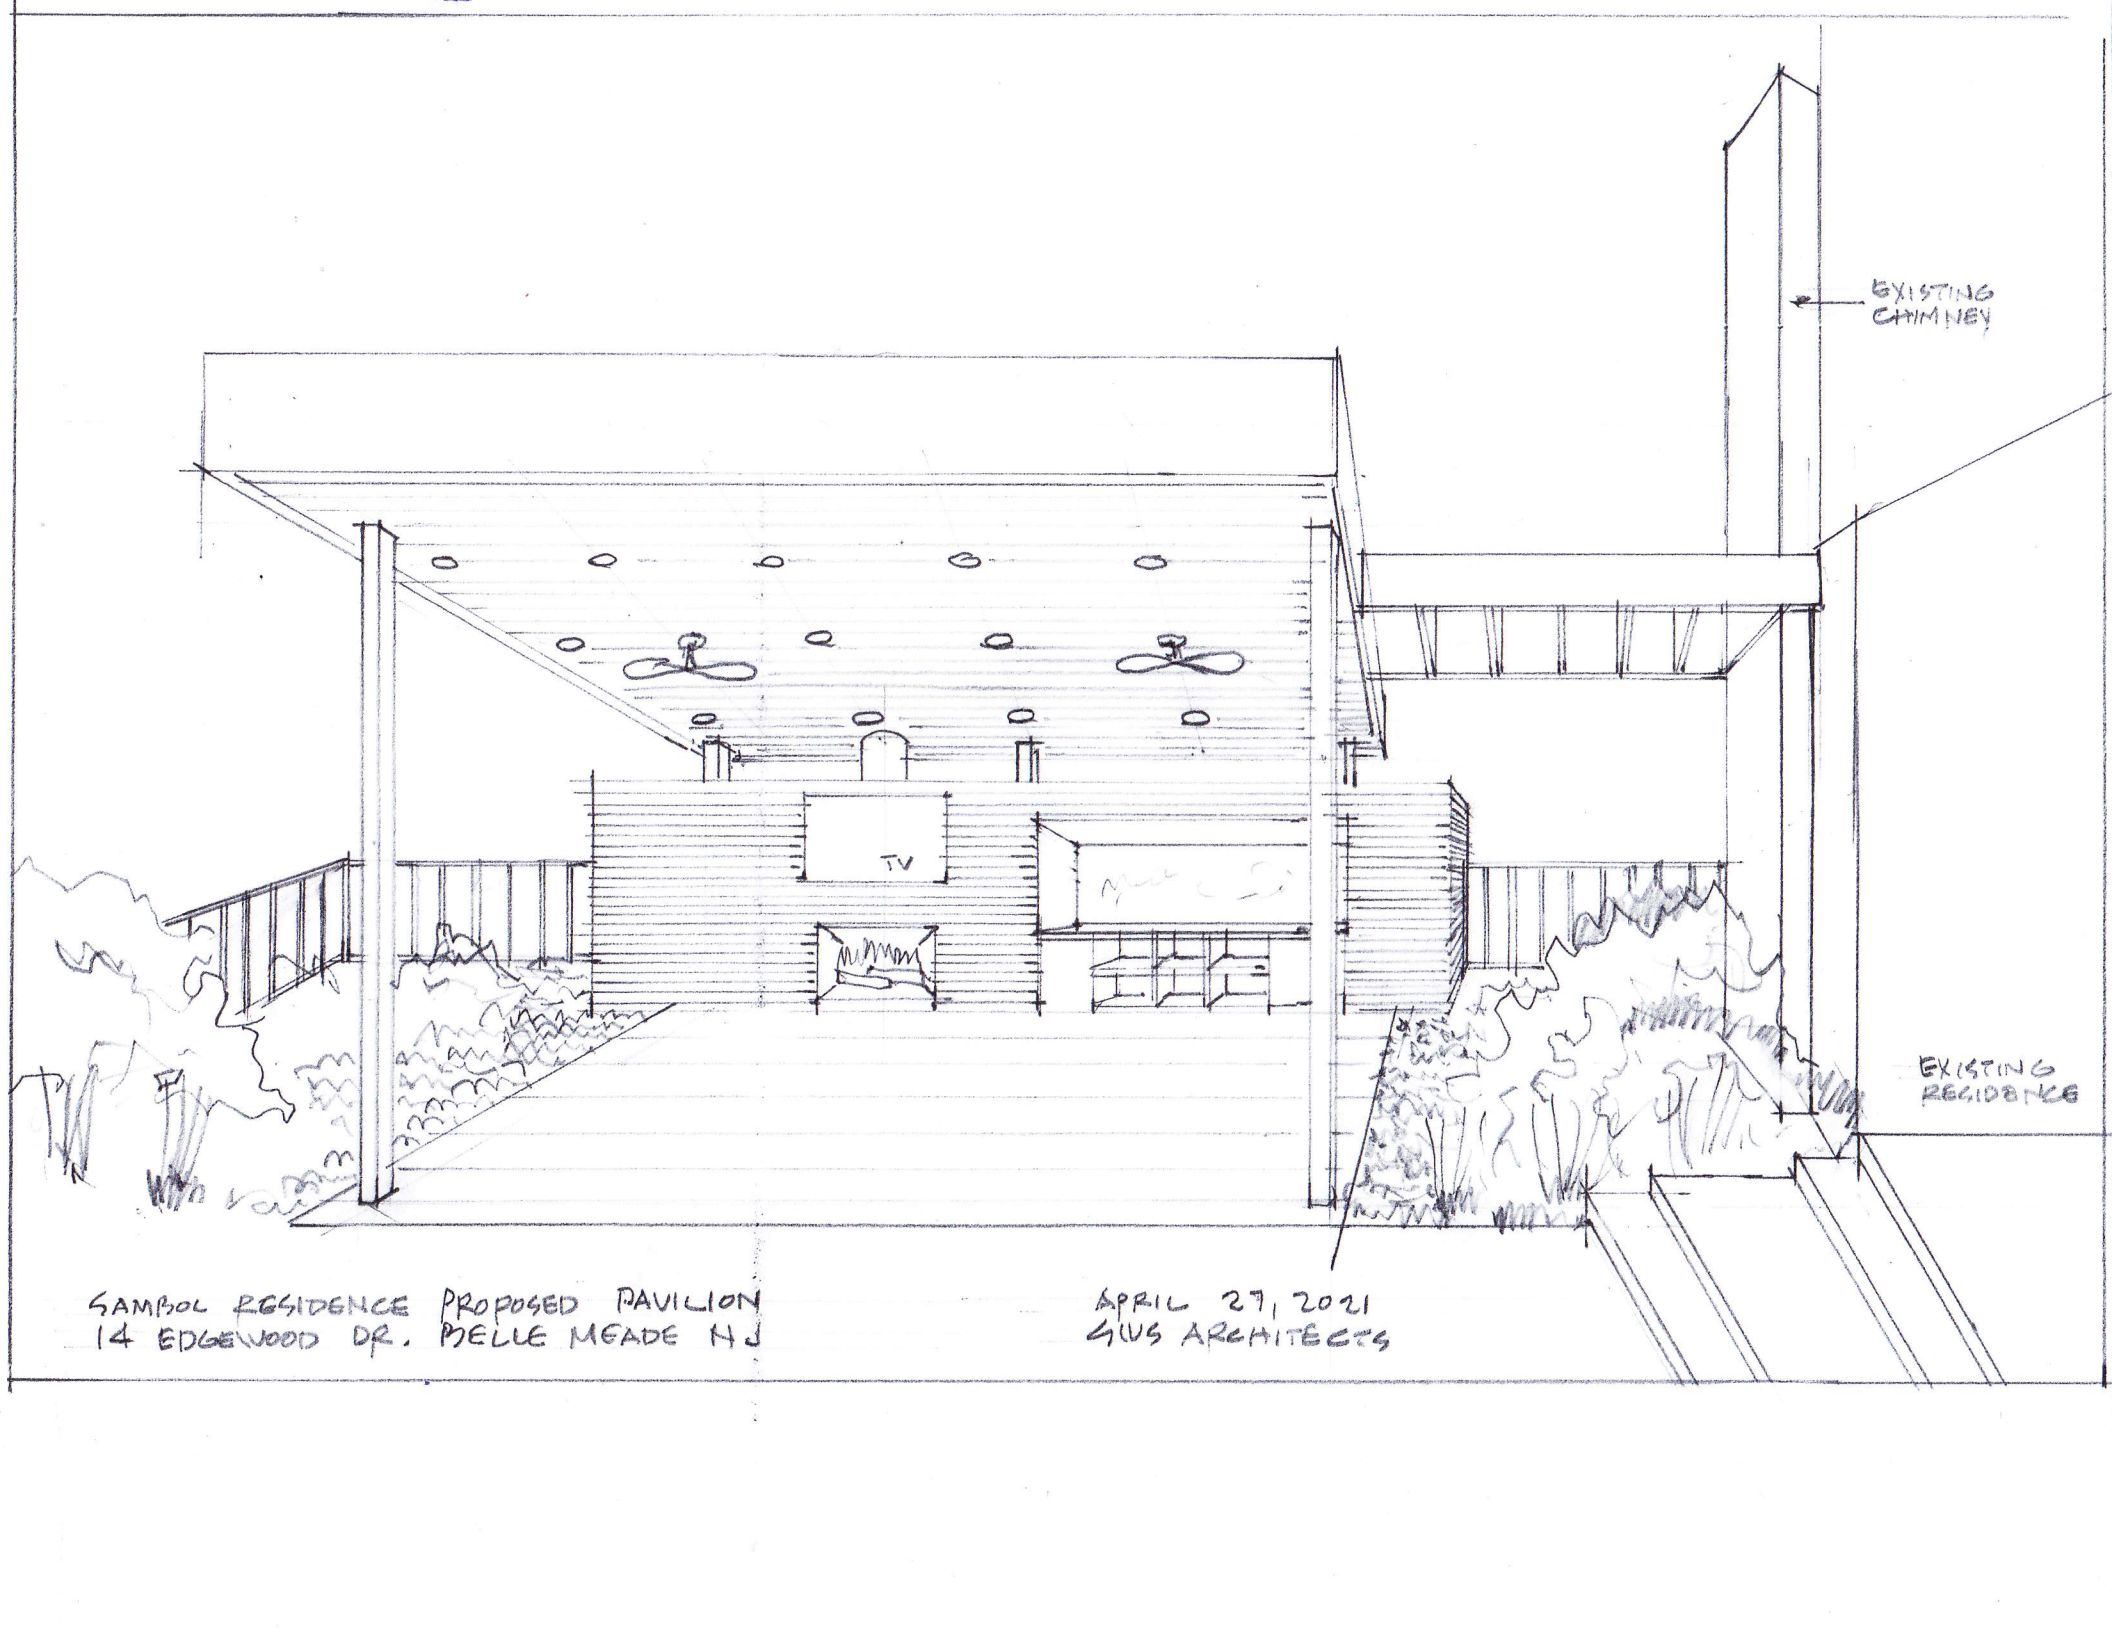 EXISTING
CHIMNEY
TV
EXISTING
RESIDENCE
SAMBOL RESIDENCE PROPOSED PAVILION
14 EDGEWOOD DR. BELLE MEADE NJ
APRIL 27, 2021
GWS ARCHITECTS